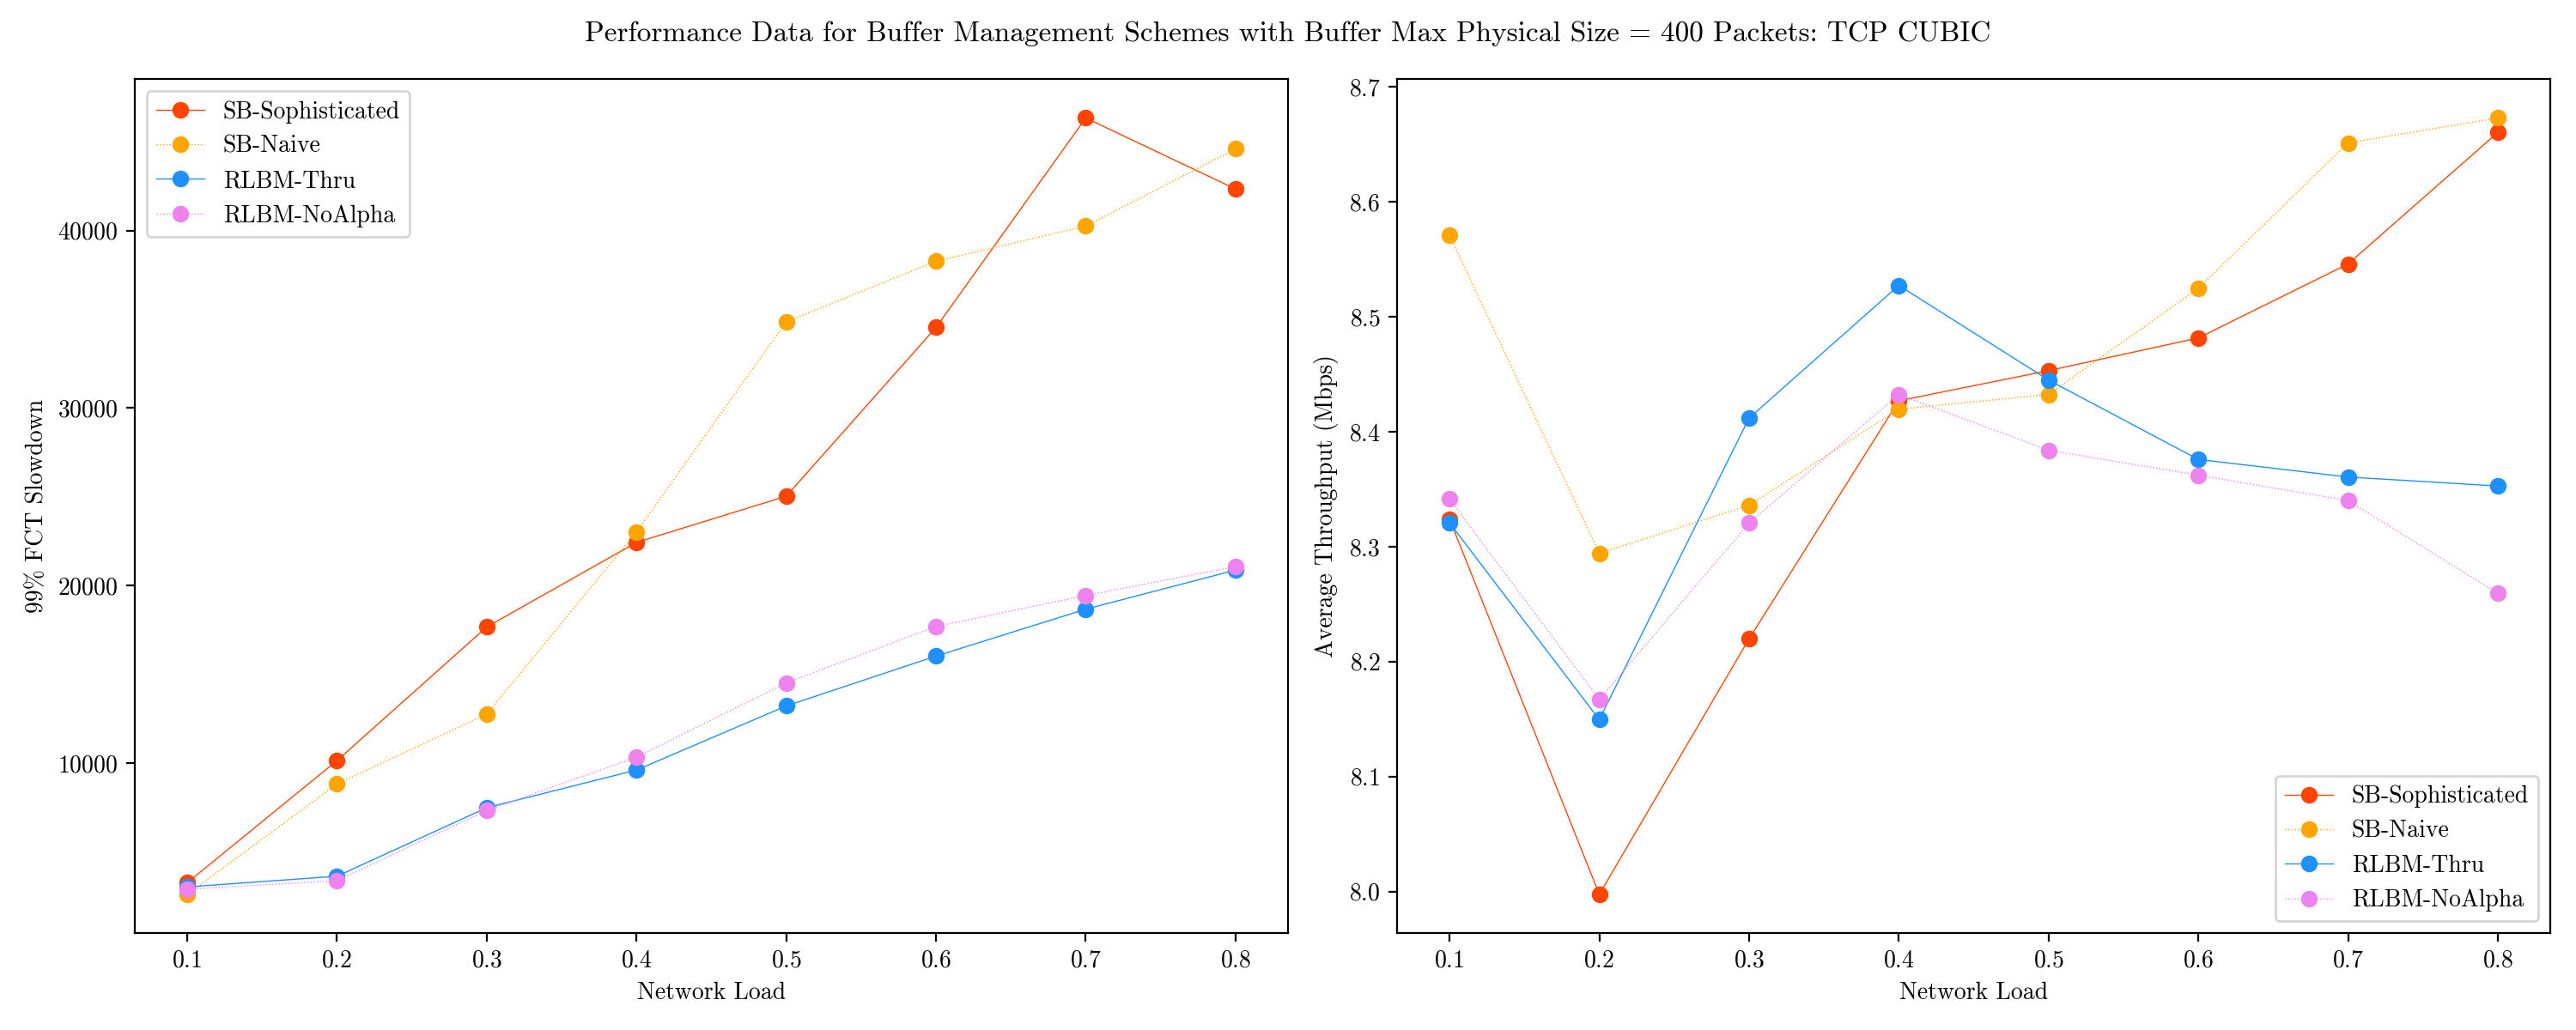 Performance Data for Buffer Management Schemes with Buffer Max Physical Size = 400 Packets: TCP CUBIC
SB-Sophisticated
SB-Naive
RLBM-Thru
RLBM-NoAlpha
99% FCT Slowdown
40000
30000
20000
10000
0.1 0.2 0.3 0.4 0.5 0.6 0.7 0.8
Network Load
Average Throughput (Mbps)
8.7
8.6
8.5
8.4
8.3
8.2
8.1
8.0
SB-Sophisticated
SB-Naive
RLBM-Thru
RLBM-NoAlpha
0.1 0.2 0.3 0.4 0.5 0.6 0.7 0.8
Network Load